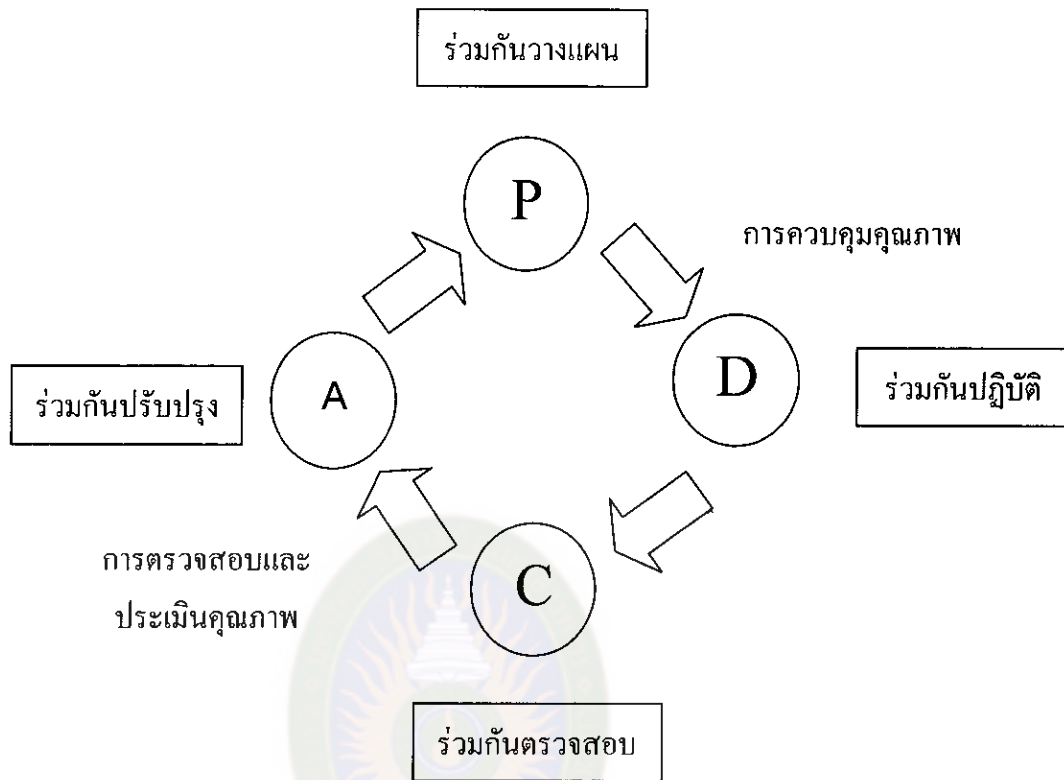 ร่วมกันวางแผน
P
การควบคุมคุณภาพ
D
ร่วมกันปฏิบัติ
A
ร่วมกันปรับปรุง
C
การตรวจสอบและ
ประเมินคุณภาพ
ร่วมกันตรวจสอบ